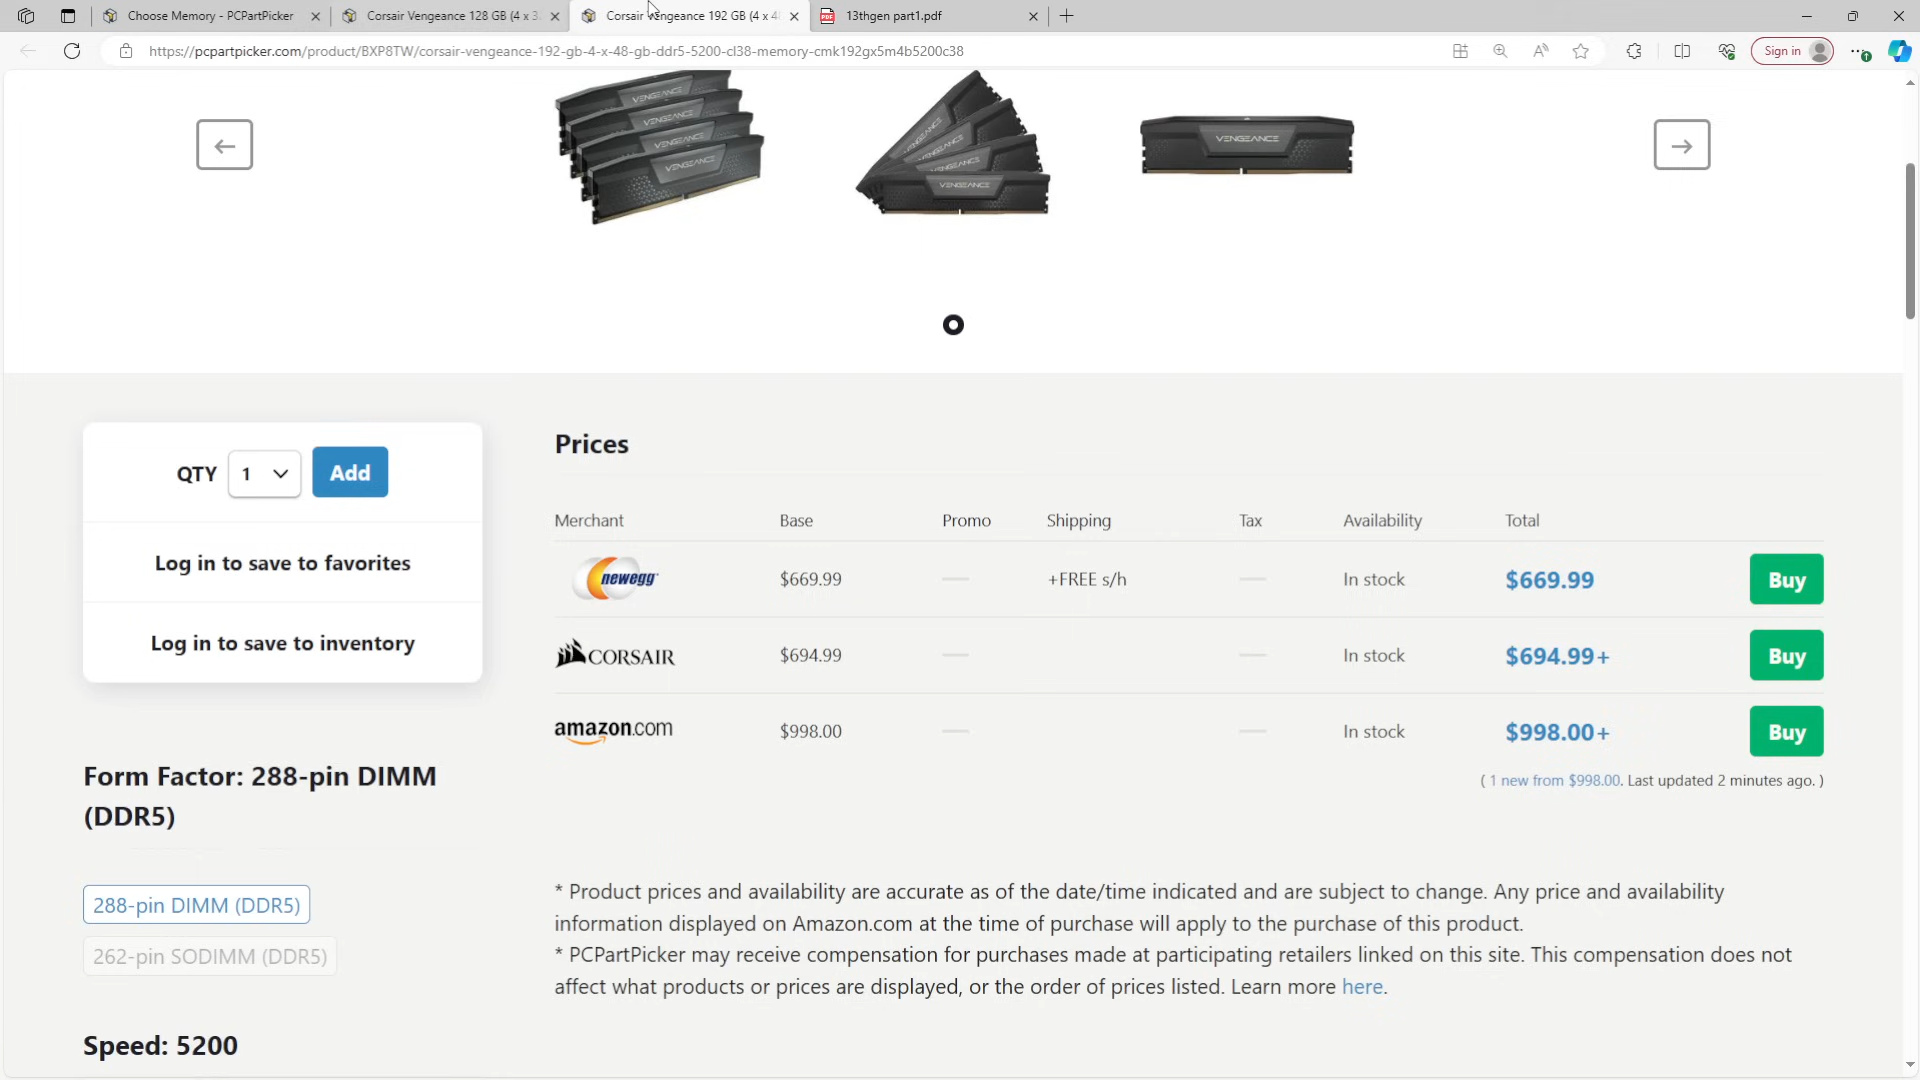 Choose Memory - PCPartPicker
Corsair Vengeance 128 GB (4 x 3
Corsair Vengeance 192 GB (4 x 4
13thgen part1.pdf
https://pcpartpicker.com/product/BXP8TW/corsair-vengeance-192-gb-4-x-48-gb-ddr5-5200-cl38-memory-cmk192gx5m4b5200c38
Sign in
VENGEANCE
VENGEANCE
VENGEANCE
VENGEANCE
VENGEANCE
VENGEANCE
VENGEANCE
VENGEANCE
VENGEANCE
QTY 1 Add
Log in to save to favorites
Log in to save to inventory
Form Factor: 288-pin DIMM
(DDR5)
288-pin DIMM (DDR5)
262-pin SODIMM (DDR5)
Speed: 5200
Prices
Merchant Base Promo Shipping Tax Availability Total
newegg $669.99 — +FREE s/h — In stock $669.99 Buy
CORSAIR $694.99 — — In stock $694.99+ Buy
amazon.com $998.00 — — In stock $998.00+ Buy
( 1 new from $998.00. Last updated 2 minutes ago. )
* Product prices and availability are accurate as of the date/time indicated and are subject to change. Any price and availability
information displayed on Amazon.com at the time of purchase will apply to the purchase of this product.
* PCPartPicker may receive compensation for purchases made at participating retailers linked on this site. This compensation does not
affect what products or prices are displayed, or the order of prices listed. Learn more here.